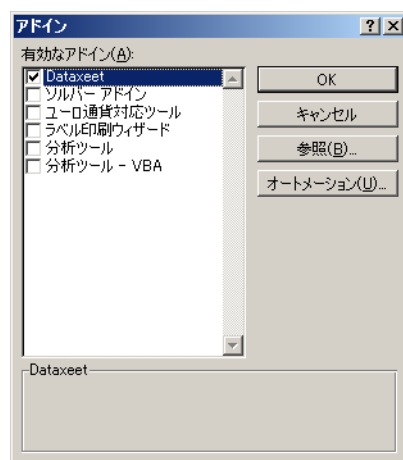 アドイン
有効なアドイン(A):
Dataxeet
ソルバー アドイン
ユーロ通貨対応ツール
ラベル印刷ウィザード
分析ツール
分析ツール - VBA
OK
キャンセル
参照(B)...
オートメーション(U)...
Dataxeet